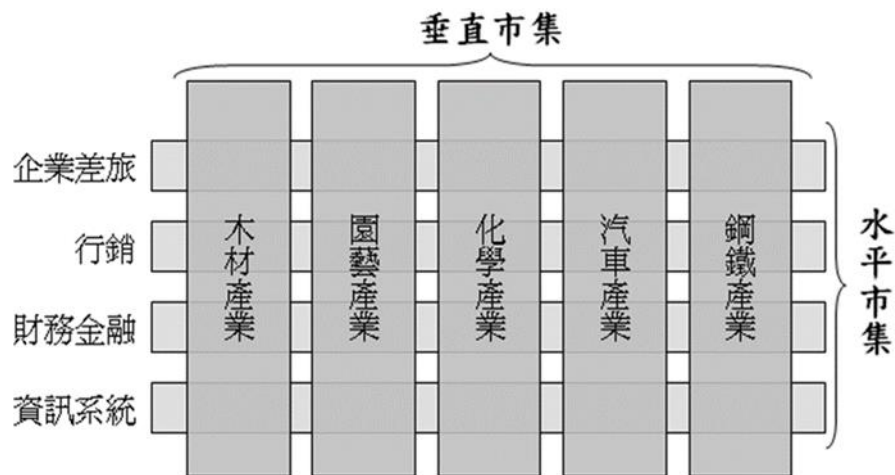 垂直市集
企業差旅
行銷
財務金融
資訊系統
木材產業
園藝產業
化學產業
汽車產業
鋼鐵產業
水平市集